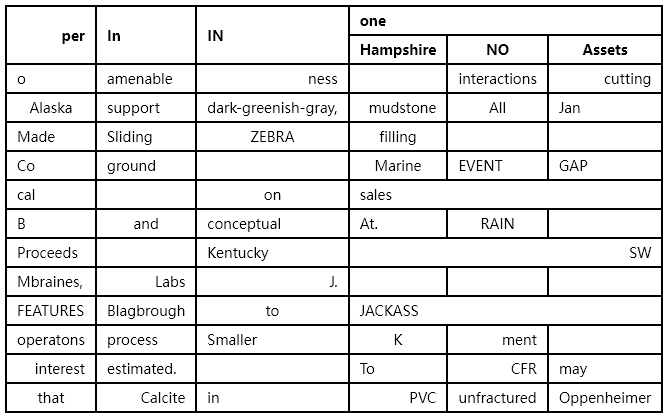 per In IN one
Hampshire NO Assets
o amenable ness interactions cutting
Alaska support dark-greenish-gray, mudstone All Jan
Made Sliding ZEBRA filling
Co ground Marine EVENT GAP
cal on sales
B and conceptual At. RAIN
Proceeds Kentucky SW
Mbraines, Labs J.
FEATURES Blagbrough to JACKASS
operatons process Smaller K ment
interest estimated. To CFR may
that Calcite in PVC unfractured Oppenheimer